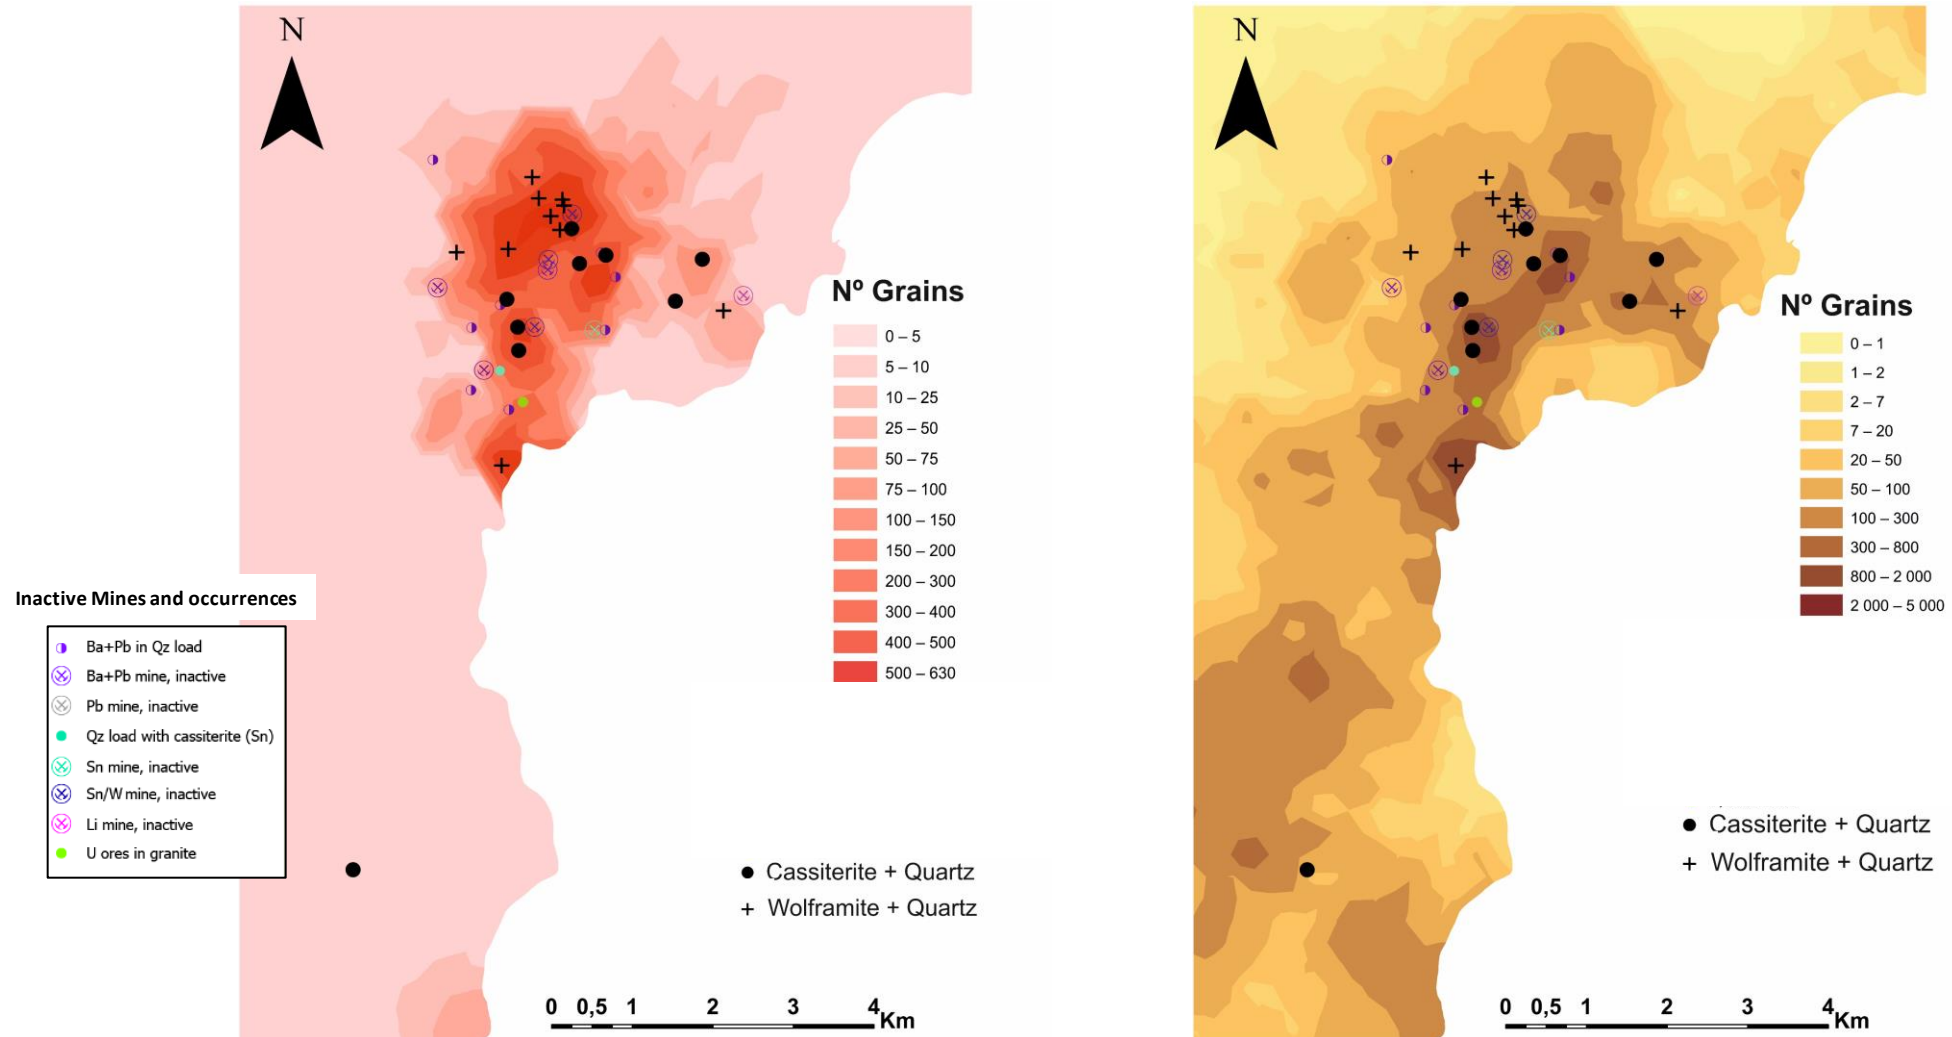 N
Nº Grains
0 – 5
5 – 10
10 – 25
25 – 50
50 – 75
75 – 100
100 – 150
150 – 200
200 – 300
300 – 400
400 – 500
500 – 630
Inactive Mines and occurrences
Ba+Pb in Qz load
Ba+Pb mine, inactive
Pb mine, inactive
Qz load with cassiterite (Sn)
Sn mine, inactive
Sn/W mine, inactive
Li mine, inactive
U ores in granite
Cassiterite + Quartz
Wolframite + Quartz
0 0,5 1 2 3 4 Km
N
Nº Grains
0 – 1
1 – 2
2 – 7
7 – 20
20 – 50
50 – 100
100 – 300
300 – 800
800 – 2 000
2 000 – 5 000
Cassiterite + Quartz
Wolframite + Quartz
0 0,5 1 2 3 4 Km